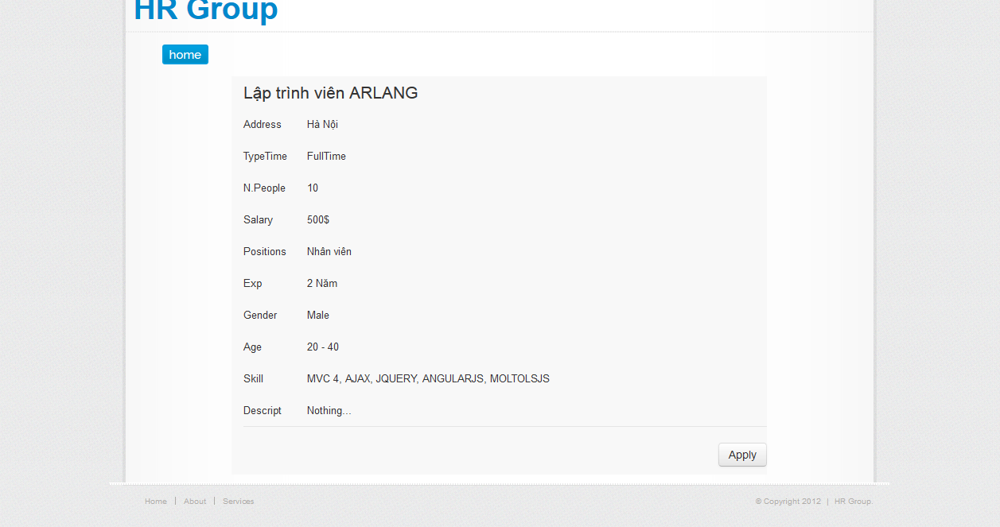 HR Group
home
Lập trình viên ARLANG
Address Hà Nội
TypeTime FullTime
N.People 10
Salary 500$
Positions Nhân viên
Exp 2 Năm
Gender Male
Age 20 - 40
Skill MVC 4, AJAX, JQUERY, ANGULARJS, MOLTOLSJS
Descript Nothing...
Apply
Home | About | Services © Copyright 2012 | HR Group.